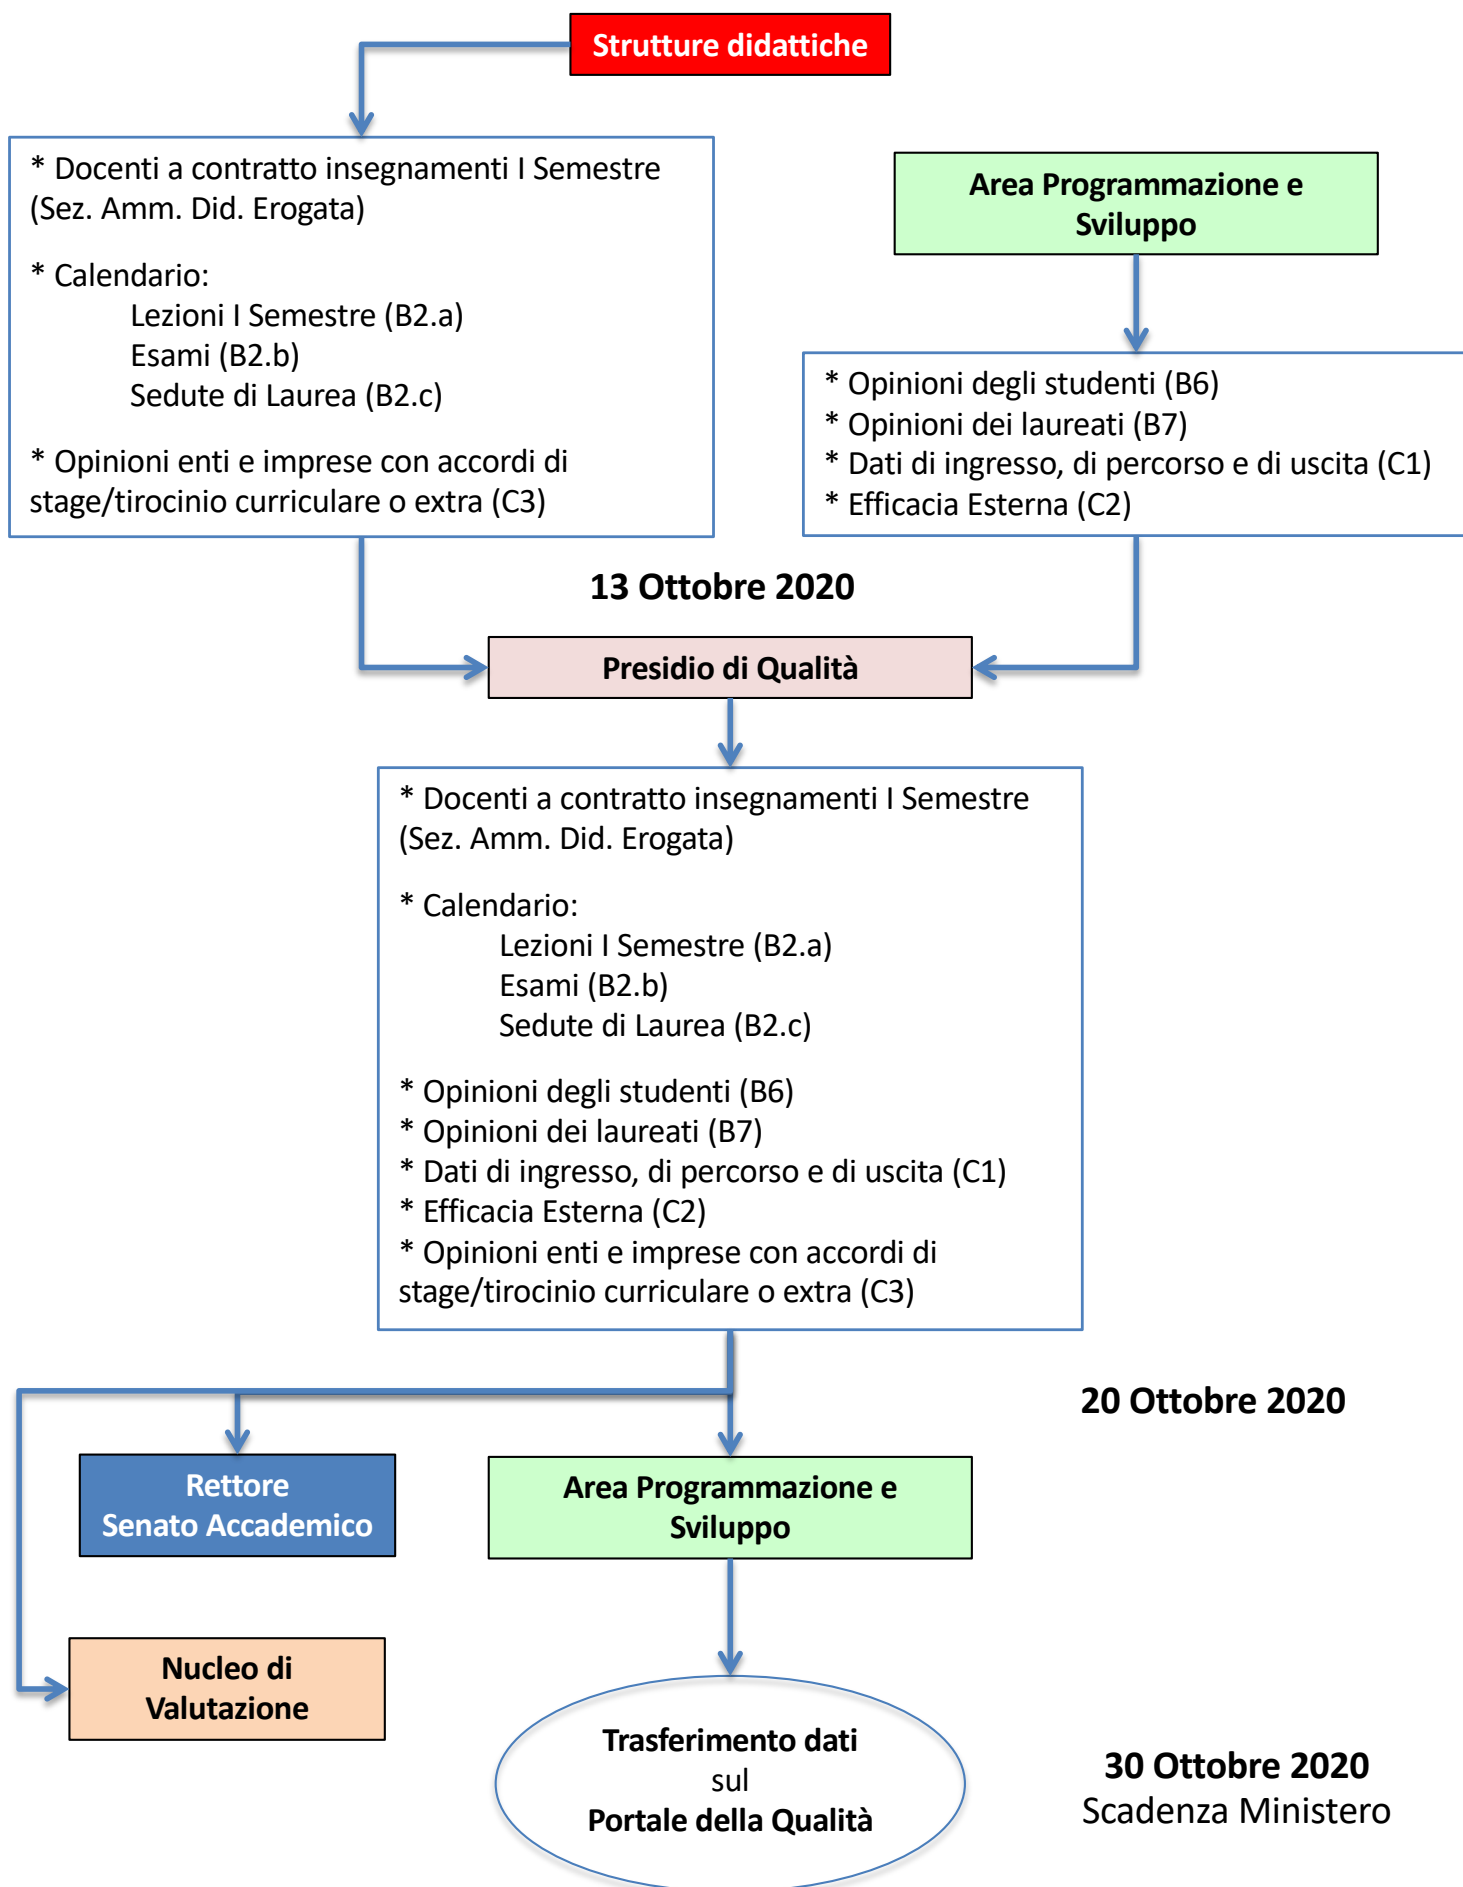 Strutture didattiche
* Docenti a contratto insegnamenti I Semestre
(Sez. Amm. Did. Erogata)
* Calendario:
Lezioni I Semestre (B2.a)
Esami (B2.b)
Sedute di Laurea (B2.c)
* Opinioni enti e imprese con accordi di
stage/tirocinio curriculare o extra (C3)
Area Programmazione e
Sviluppo
* Opinioni degli studenti (B6)
* Opinioni dei laureati (B7)
* Dati di ingresso, di percorso e di uscita (C1)
* Efficacia Esterna (C2)
13 Ottobre 2020
Presidio di Qualità
* Docenti a contratto insegnamenti I Semestre
(Sez. Amm. Did. Erogata)
* Calendario:
Lezioni I Semestre (B2.a)
Esami (B2.b)
Sedute di Laurea (B2.c)
* Opinioni degli studenti (B6)
* Opinioni dei laureati (B7)
* Dati di ingresso, di percorso e di uscita (C1)
* Efficacia Esterna (C2)
* Opinioni enti e imprese con accordi di
stage/tirocinio curriculare o extra (C3)
20 Ottobre 2020
Rettore
Senato Accademico
Area Programmazione e
Sviluppo
Nucleo di
Valutazione
Trasferimento dati
sul
Portale della Qualità
30 Ottobre 2020
Scadenza Ministero